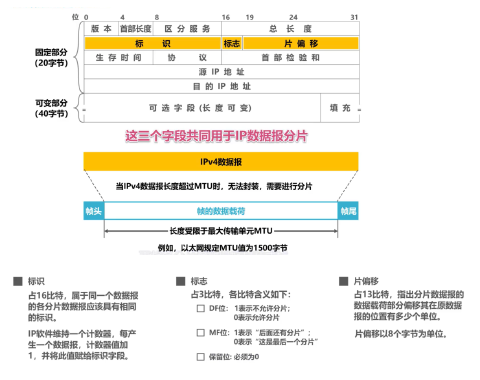 位 0 4 8 16 19 24 31
版 本 首部长度 区 分 服 务 总 长 度
固定部分
(20字节)
标 识 标志 片 偏 移
生 存 时 间 协 议 首 部 检 验 和
源 IP 地 址
目 的 IP 地 址
可变部分
(40字节)
可 选 字 段 (长 度 可 变) 填 充
这三个字段共同用于IP数据报分片
IPv4数据报
当IPv4数据报长度超过MTU时，无法封装，需要进行分片
帧头 帧的数据载荷 帧尾
长度受限于最大传输单元MTU
例如，以太网规定MTU值为1500字节
标识
占16比特，属于同一个数据报
的各分片数据报应该具有相同
的标识。
IP软件维持一个计数器，每产
生一个数据报，计数器值加
1，并将此值赋给标识字段。
标志
占3比特，各比特含义如下：
DF位： 1表示不允许分片；
0表示允许分片
MF位： 1表示“后面还有分片”；
0表示“这是最后一个分片”
保留位: 必须为0
片偏移
占13比特，指出分片数据报的
数据载荷部分偏移其在原数据
报的位置有多少个单位。
片偏移以8个字节为单位。